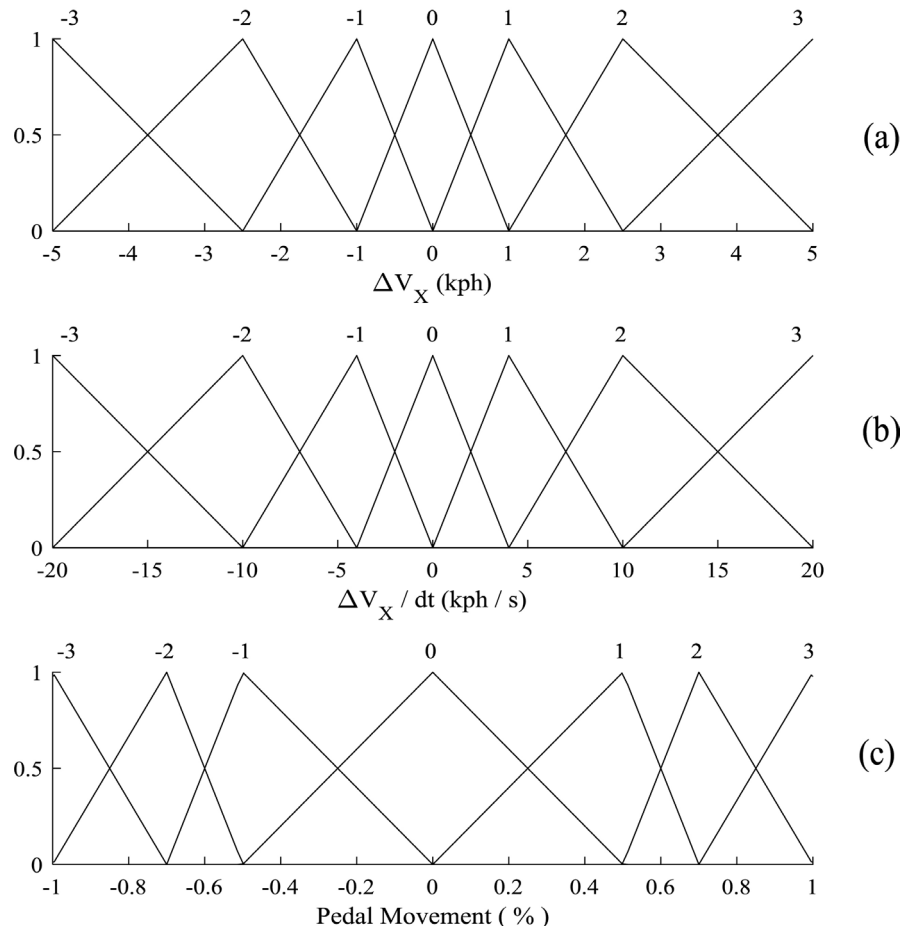 -3 -2 -1 0 1 2 3
1
0.5
0
-5 -4 -3 -2 -1 0 1 2 3 4 5
ΔV_X (kph)
(a)
-3 -2 -1 0 1 2 3
1
0.5
0
-20 -15 -10 -5 0 5 10 15 20
ΔV_X / dt (kph / s)
(b)
-3 -2 -1 0 1 2 3
1
0.5
0
-1 -0.8 -0.6 -0.4 -0.2 0 0.2 0.4 0.6 0.8 1
Pedal Movement ( % )
(c)